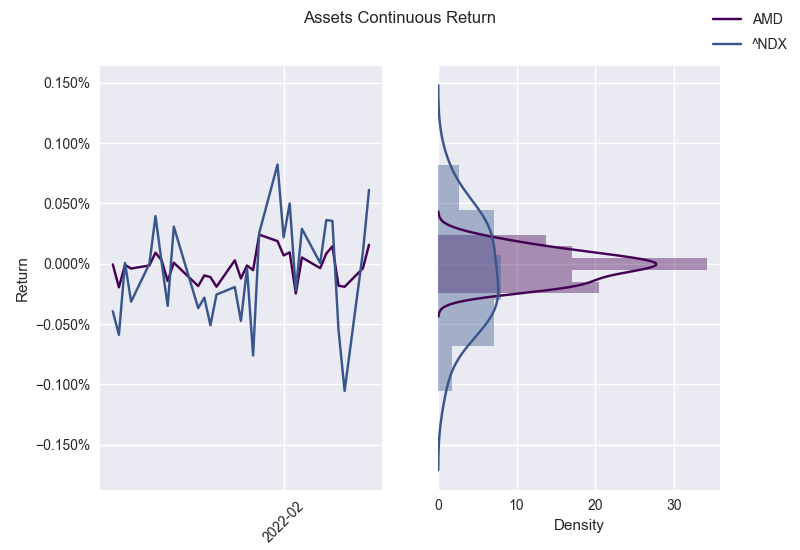 Assets Continuous Return
AMD
^NDX
0.150%
0.100%
0.050%
0.000%
−0.050%
−0.100%
−0.150%
Return
2022-02
0 10 20 30
Density